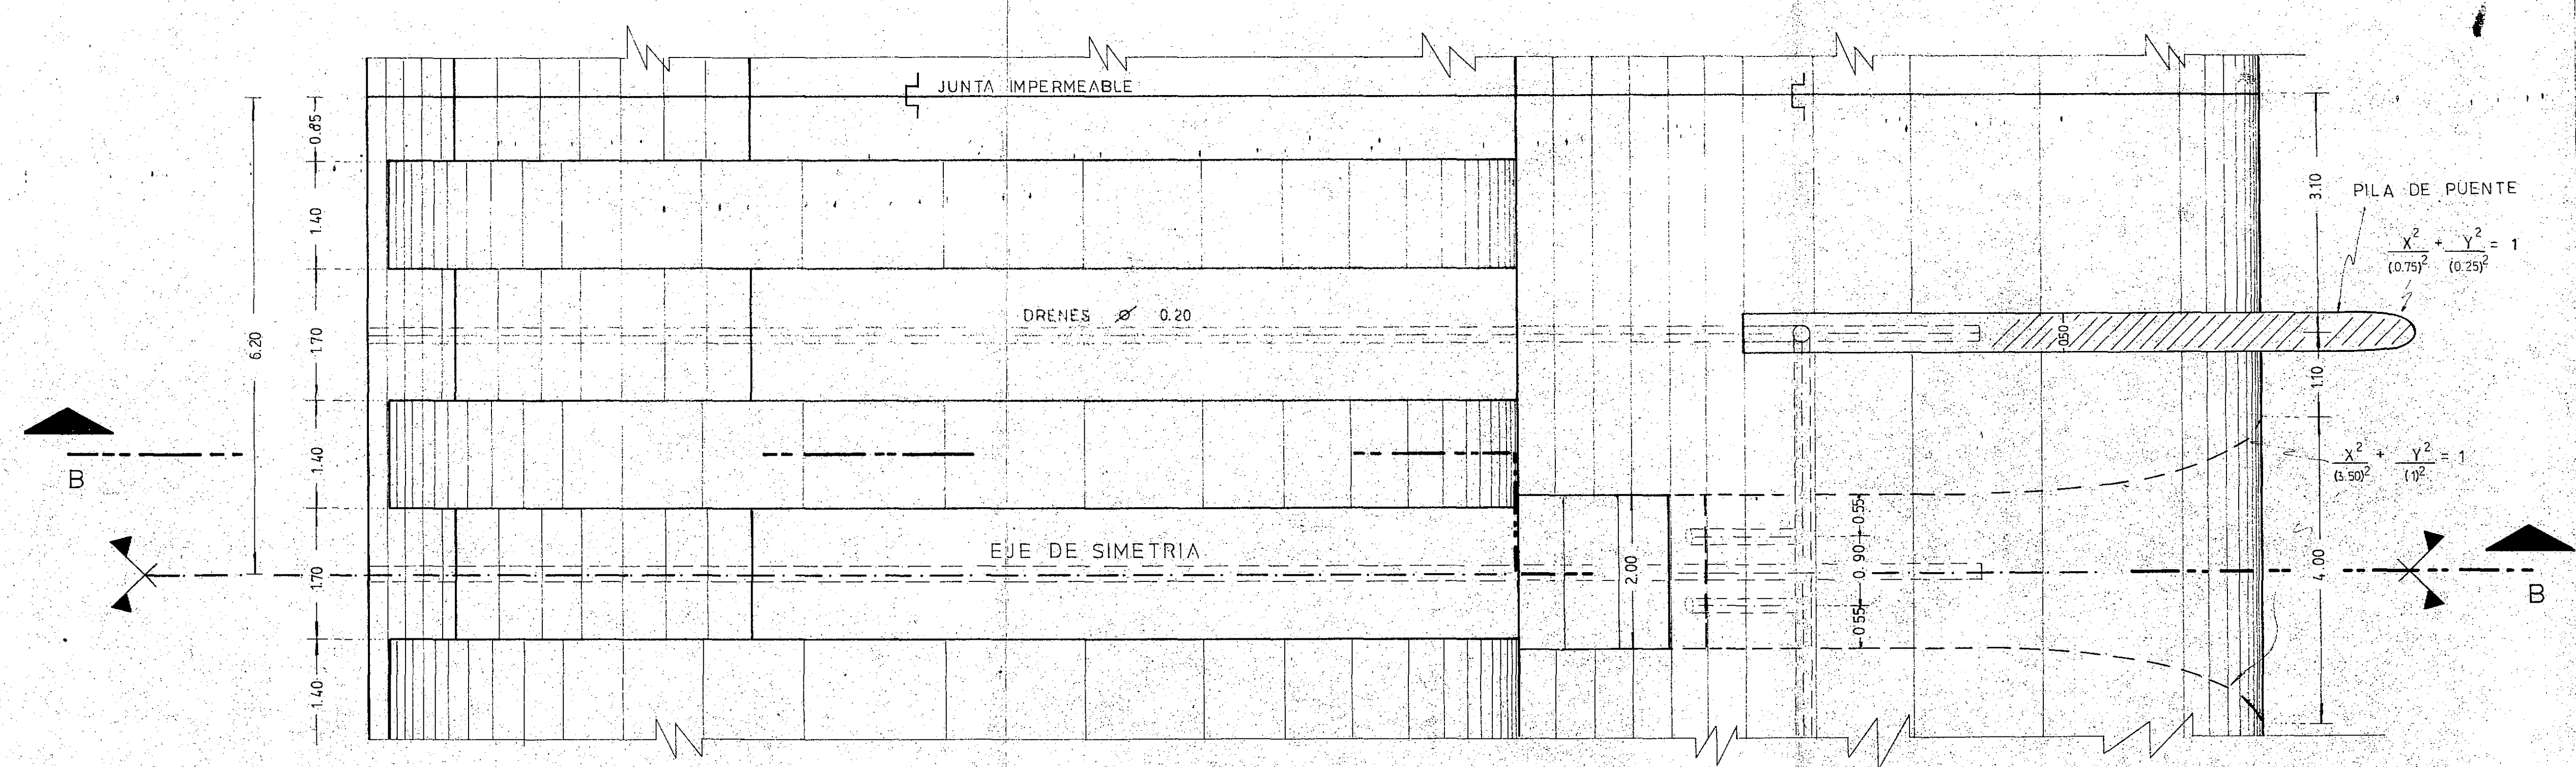 JUNTA IMPERMEABLE
0.85
1.40
6.20
1.70
1.40
1.70
1.40
DRENES ø 0.20
EJE DE SIMETRIA
B
3.10
PILA DE PUENTE
X² / (0.75)² + Y² / (0.25)² = 1
0.50
1.10
X² / (3.50)² + Y² / (1)² = 1
0.55
0.90
0.55
2.00
4.00
B